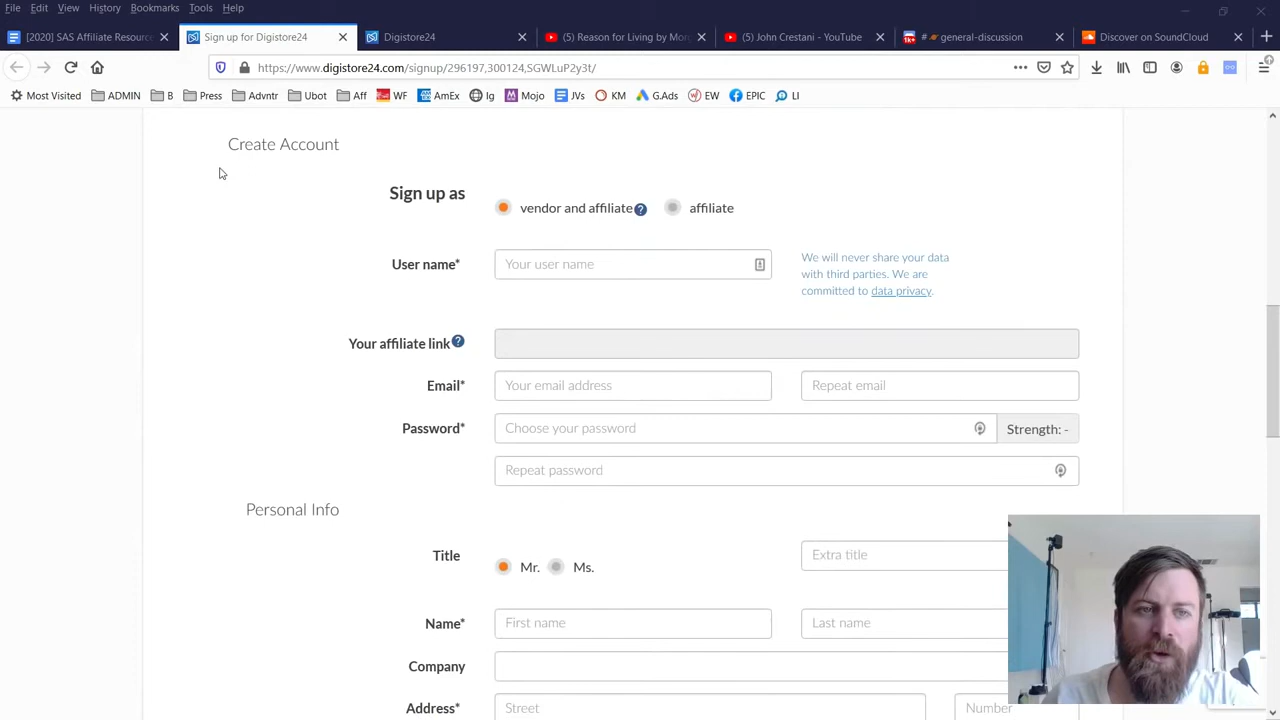 File Edit View History Bookmarks Tools Help
[2020] SAS Affiliate Resource Sign up for Digistore24 Digistore24 Reason for Living by Mor John Crestani - YouTube # general-discussion Discover on SoundCloud
https://www.digistore24.com/signup/296197,300124,SGWLuP2y3t/
Most Visited ADMIN B Press Advntr Ubot Aff WF AmEx Ig Mojo JVs KM G.Ads EW EPIC LI
Create Account
Sign up as vendor and affiliate affiliate
User name* Your user name
We will never share your data
with third parties. We are
committed to data privacy.
Your affiliate link
Email* Your email address Repeat email
Password* Choose your password Strength: -
Repeat password
Personal Info
Title Mr. Ms. Extra title
Name* First name Last name
Company
Address* Street Number